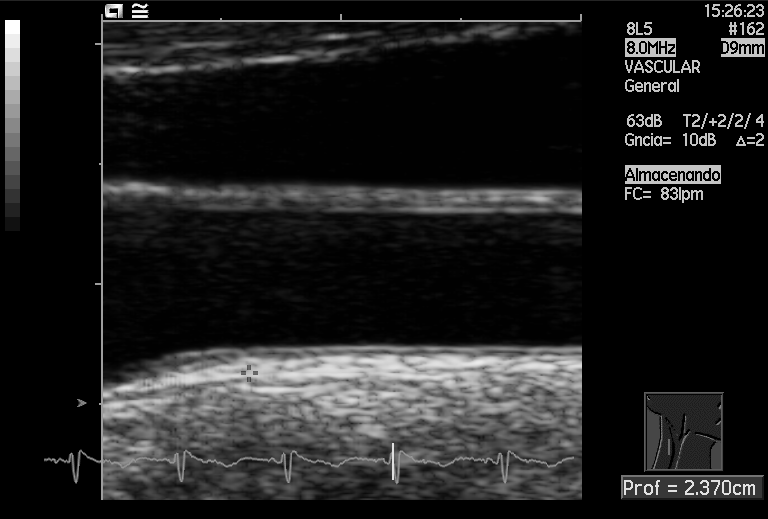 15:26:23
8L5 #162
8.0MHz 09mm
VASCULAR
General
63dB T2/+2/2/ 4
Gncia= 10dB Δ=2
Almacenando
FC= 83lpm
Prof = 2.370cm